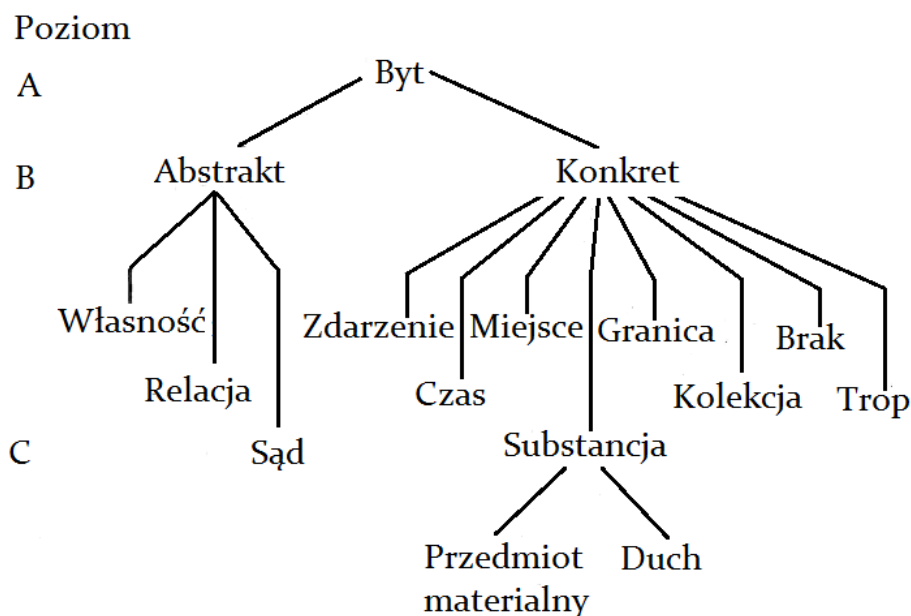 Poziom
A
Byt
B
Abstrakt
Konkret
Własność
Zdarzenie
Miejsce
Granica
Brak
Relacja
Czas
Kolekcja
Trop
C
Sąd
Substancja
Przedmiot
materialny
Duch